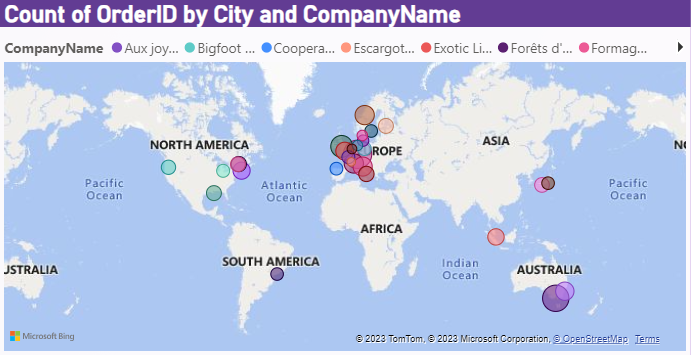 Count of OrderID by City and CompanyName
CompanyName Aux joy... Bigfoot ... Coopera... Escargot... Exotic Li... Forêts d'... Formag...
NORTH AMERICA
ASIA
ROPE
Pacific
Ocean
Atlantic
Ocean
Pacific
Ocean
AFRICA
SOUTH AMERICA
Indian
Ocean
USTRALIA
AUSTRALIA
Microsoft Bing
© 2023 TomTom, © 2023 Microsoft Corporation, © OpenStreetMap Terms